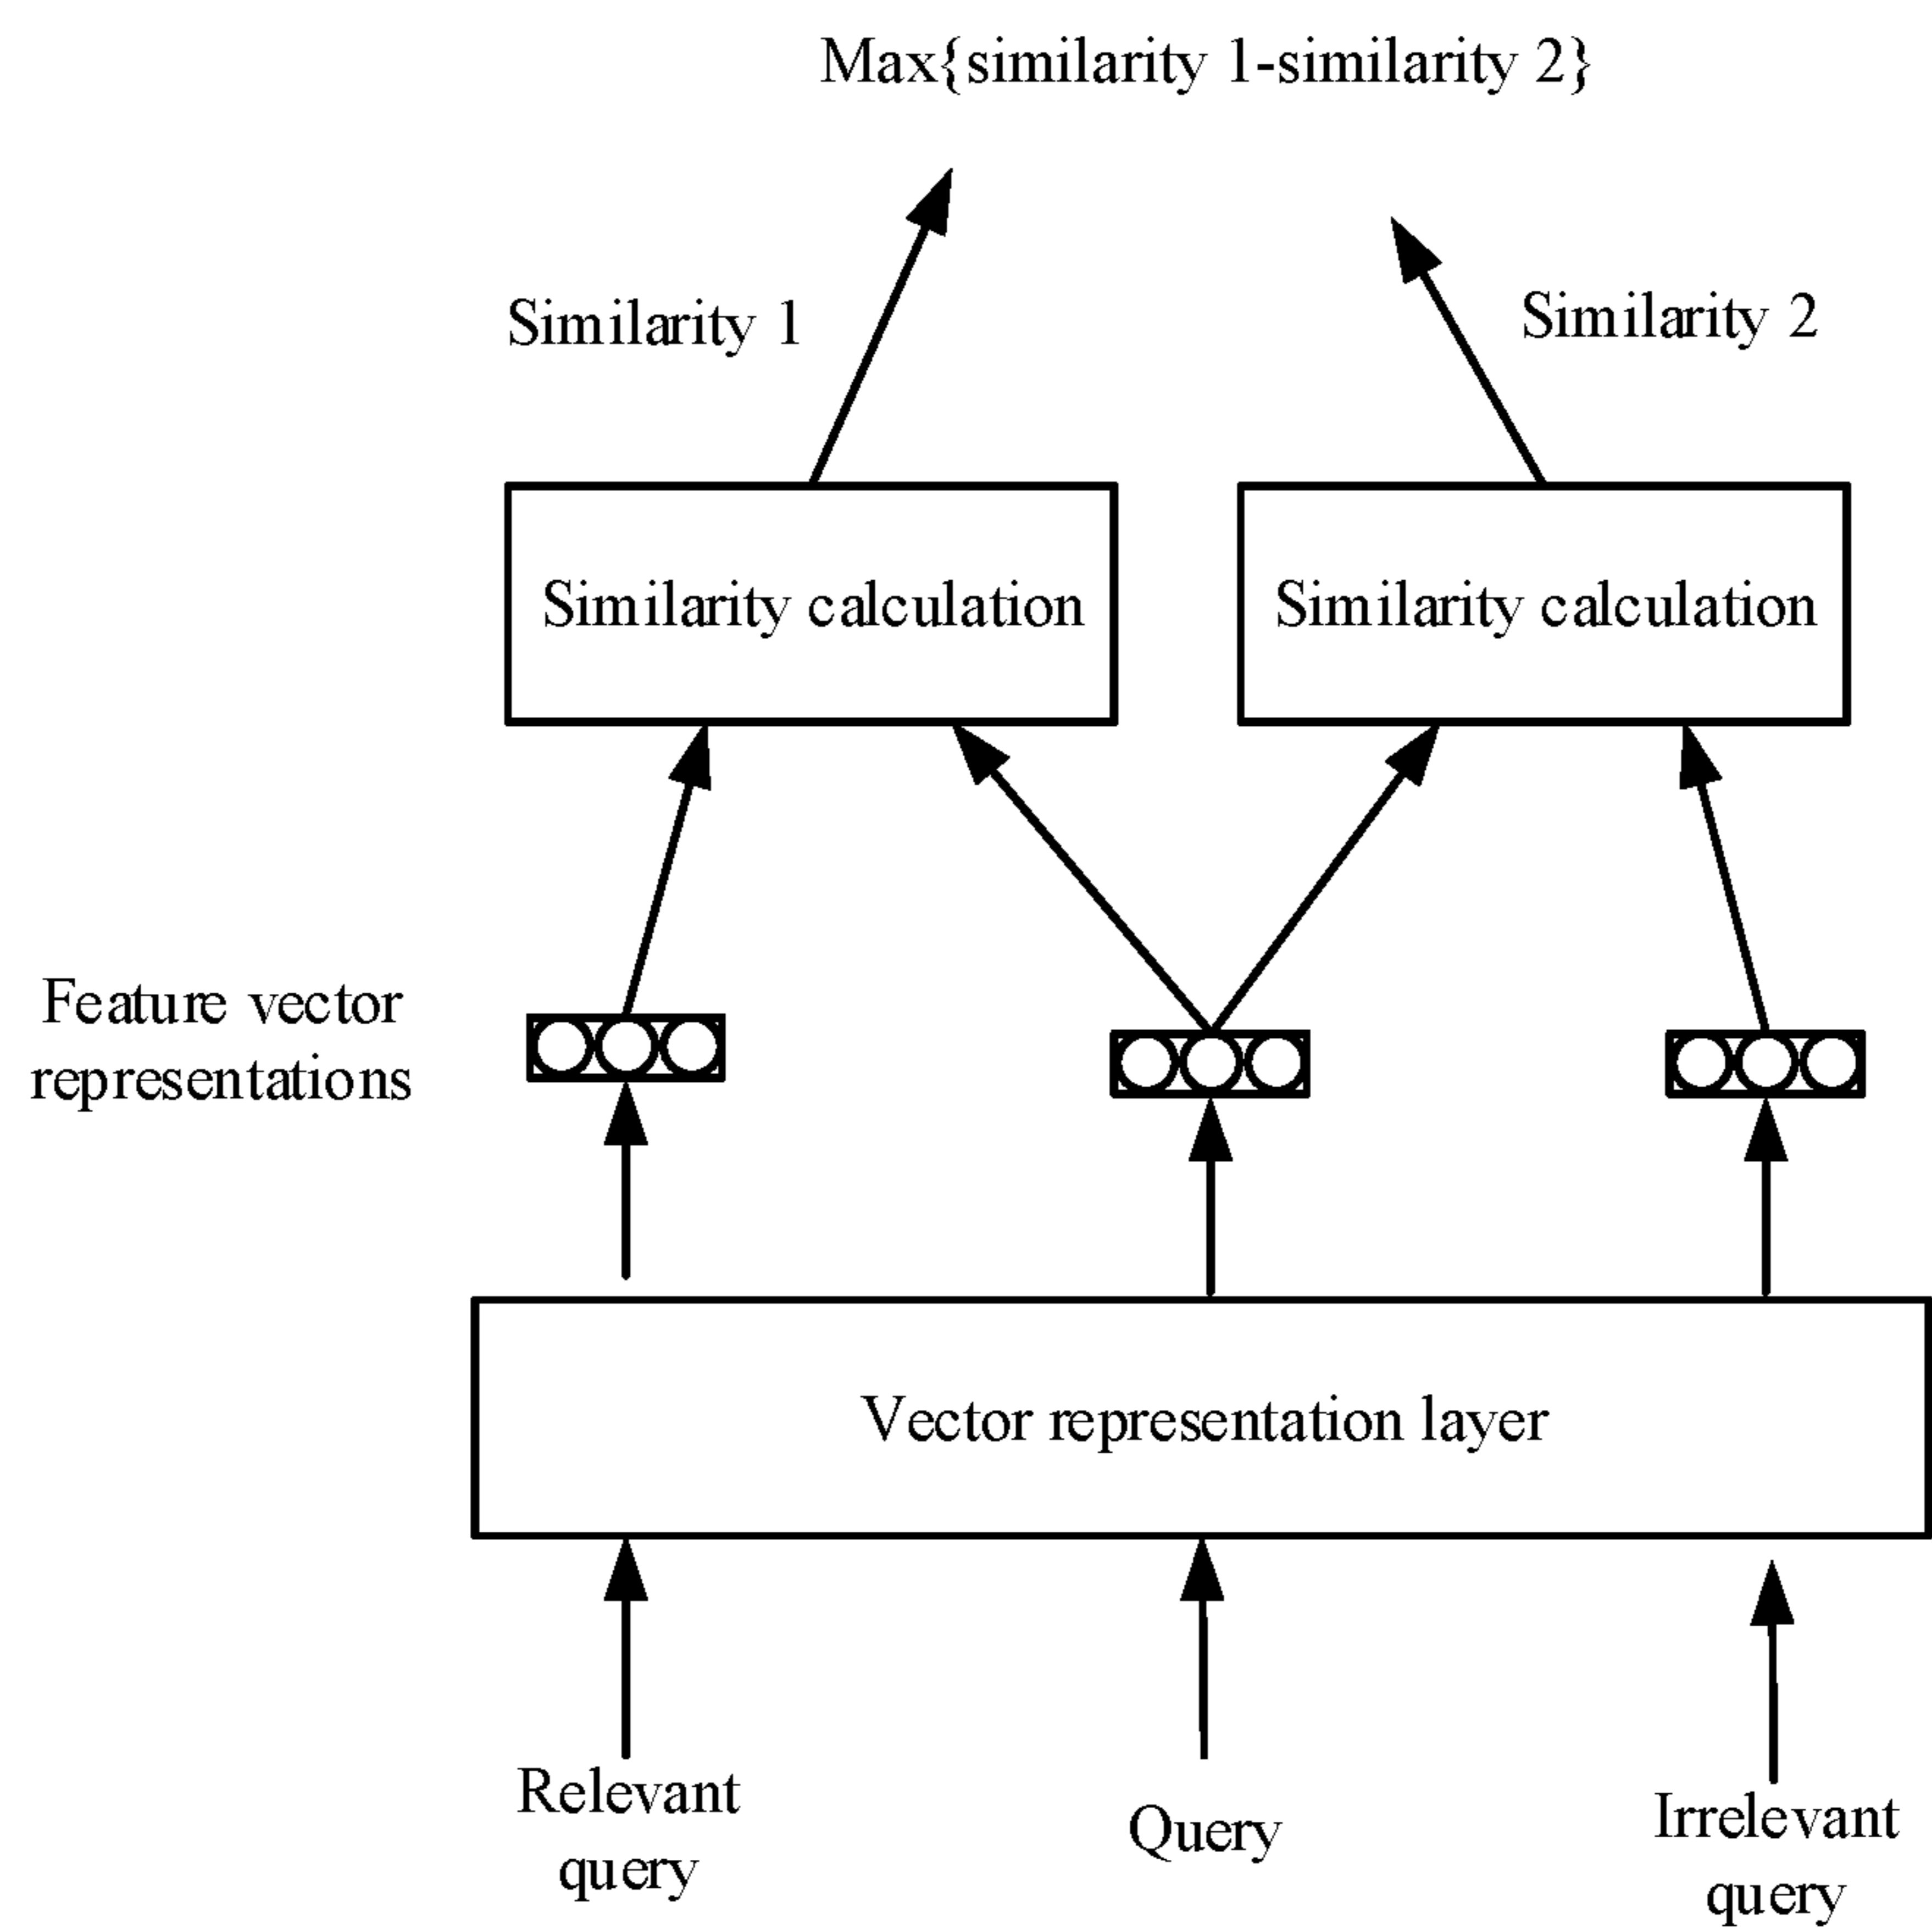 Max{similarity 1-similarity 2}
Similarity 1
Similarity 2
Similarity calculation
Similarity calculation
Feature vector
representations
Vector representation layer
Relevant
query
Query
Irrelevant
query